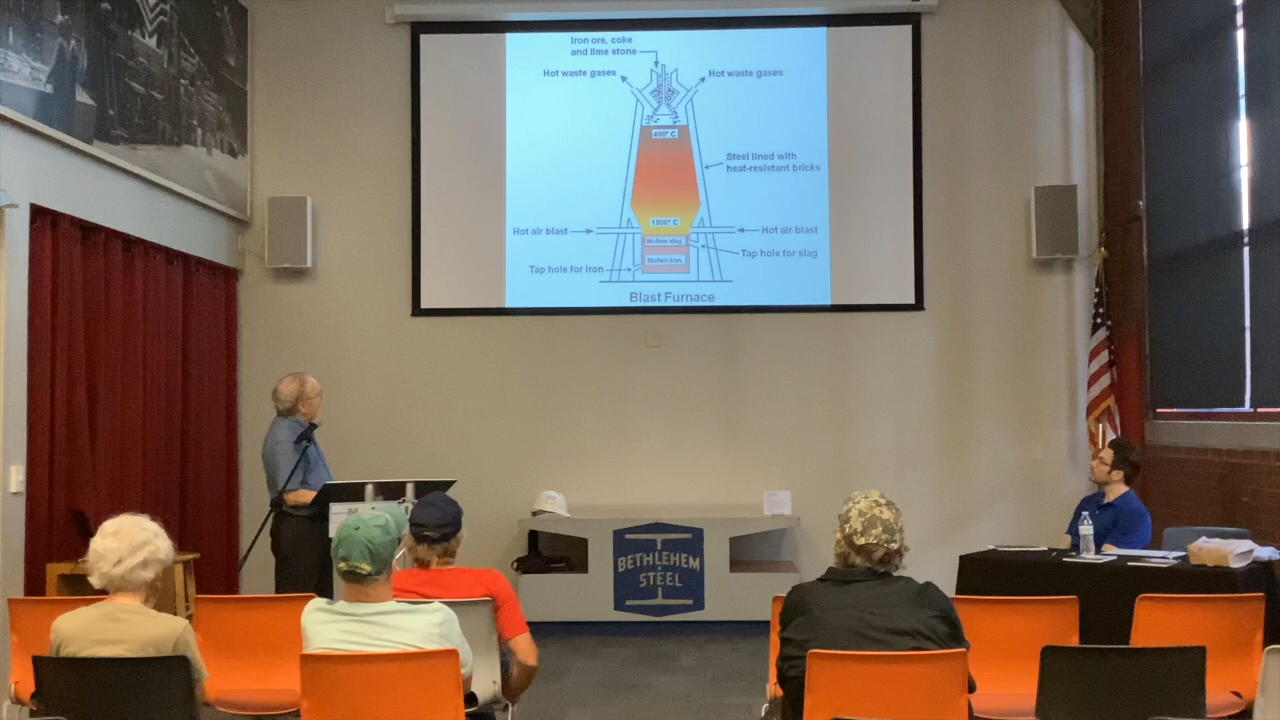 Iron ore, coke
and lime stone
Hot waste gases
Hot waste gases
400° C
Steel lined with
heat-resistant bricks
1800° C
Hot air blast
Hot air blast
Molten slag
Tap hole for slag
Molten iron
Tap hole for iron
Blast Furnace
BETHLEHEM
STEEL